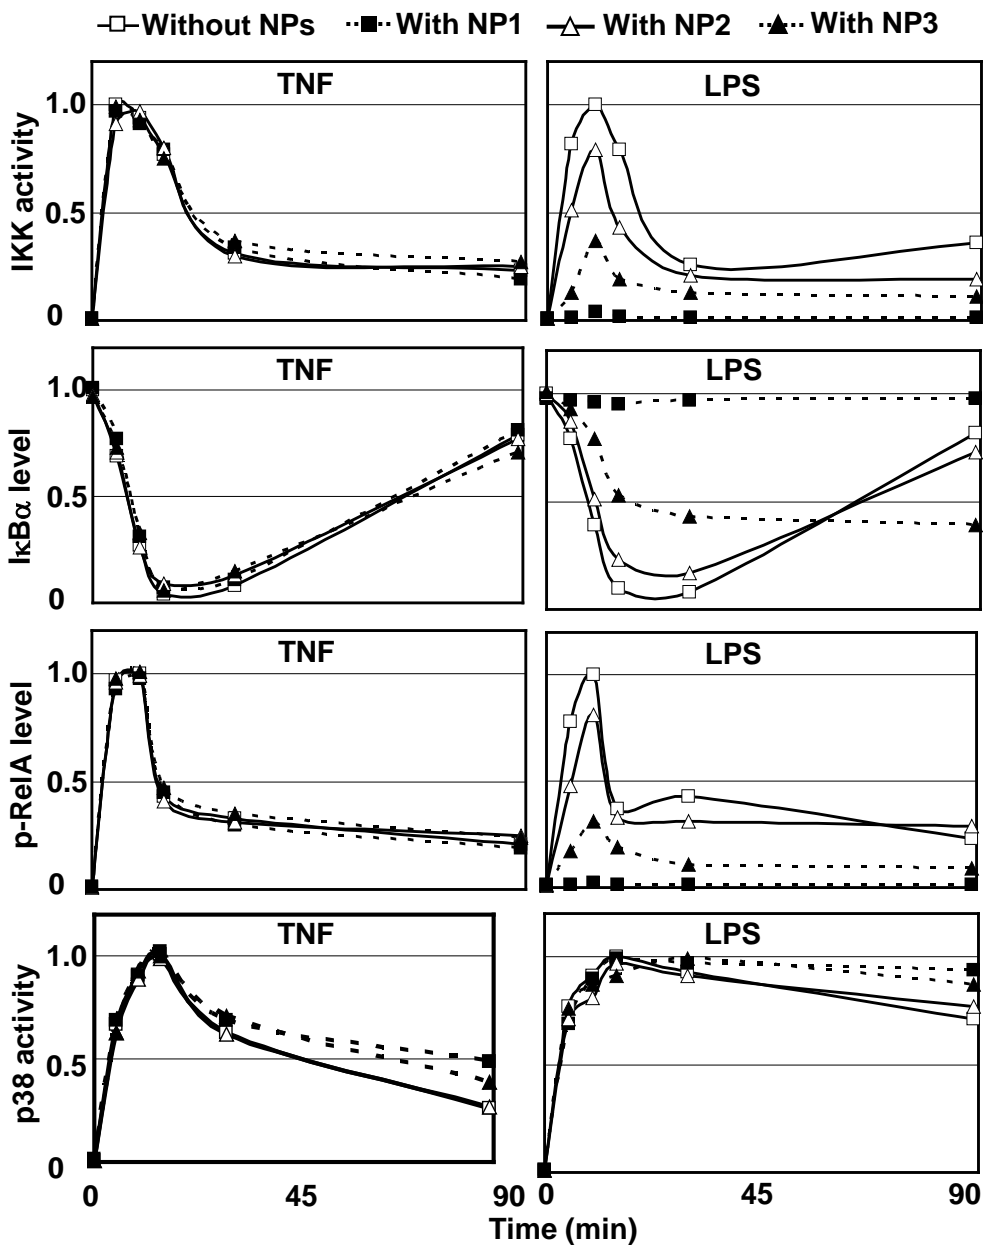 Without NPs With NP1 With NP2 With NP3
TNF LPS
IKK activity
1.0
0.5
0
TNF LPS
IκBα level
1.0
0.5
0
TNF LPS
p-RelA level
1.0
0.5
0
TNF LPS
p38 activity
1.0
0.5
0
0 45 90 0 45 90
Time (min)